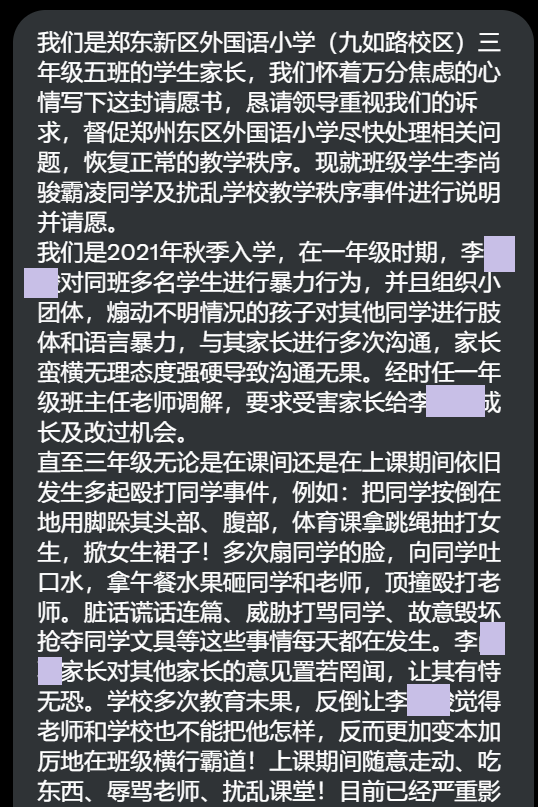 我们是郑东新区外国语小学（九如路校区）三
年级五班的学生家长，我们怀着万分焦虑的心
情写下这封请愿书，恳请领导重视我们的诉
求，督促郑州东区外国语小学尽快处理相关问
题，恢复正常的教学秩序。现就班级学生李尚
骏霸凌同学及扰乱学校教学秩序事件进行说明
并请愿。
我们是2021年秋季入学，在一年级时期，李
对同班多名学生进行暴力行为，并且组织小
团体，煽动不明情况的孩子对其他同学进行肢
体和语言暴力，与其家长进行多次沟通，家长
蛮横无理态度强硬导致沟通无果。经时任一年
级班主任老师调解，要求受害家长给李成
长及改过机会。
直至三年级无论是在课间还是在上课期间依旧
发生多起殴打同学事件，例如：把同学按倒在
地用脚跺其头部、腹部，体育课拿跳绳抽打女
生，掀女生裙子！多次扇同学的脸，向同学吐
口水，拿午餐水果砸同学和老师，顶撞殴打老
师。脏话谎话连篇、威胁打骂同学、故意毁坏
抢夺同学文具等这些事情每天都在发生。李
家长对其他家长的意见置若罔闻，让其有恃
无恐。学校多次教育未果，反倒让李觉得
老师和学校也不能把他怎样，反而更加变本加
厉地在班级横行霸道！上课期间随意走动、吃
东西、辱骂老师、扰乱课堂！目前已经严重影